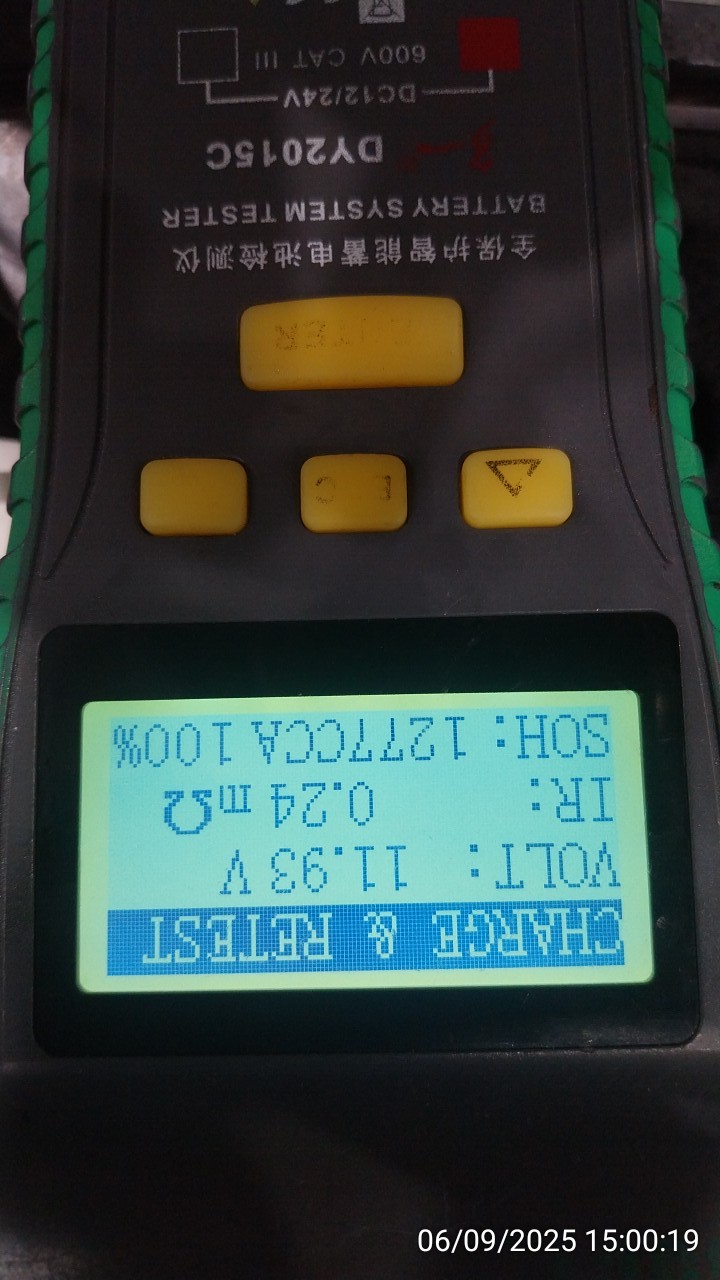 CHARGE & RETEST
VOLT: 11.93 V
IR: 0.24 mΩ
SOH: 1277CCA 100%
全保护智能蓄电池检测仪
BATTERY SYSTEM TESTER
DY2015C
DC12/24V
600V CAT III
06/09/2025 15:00:19